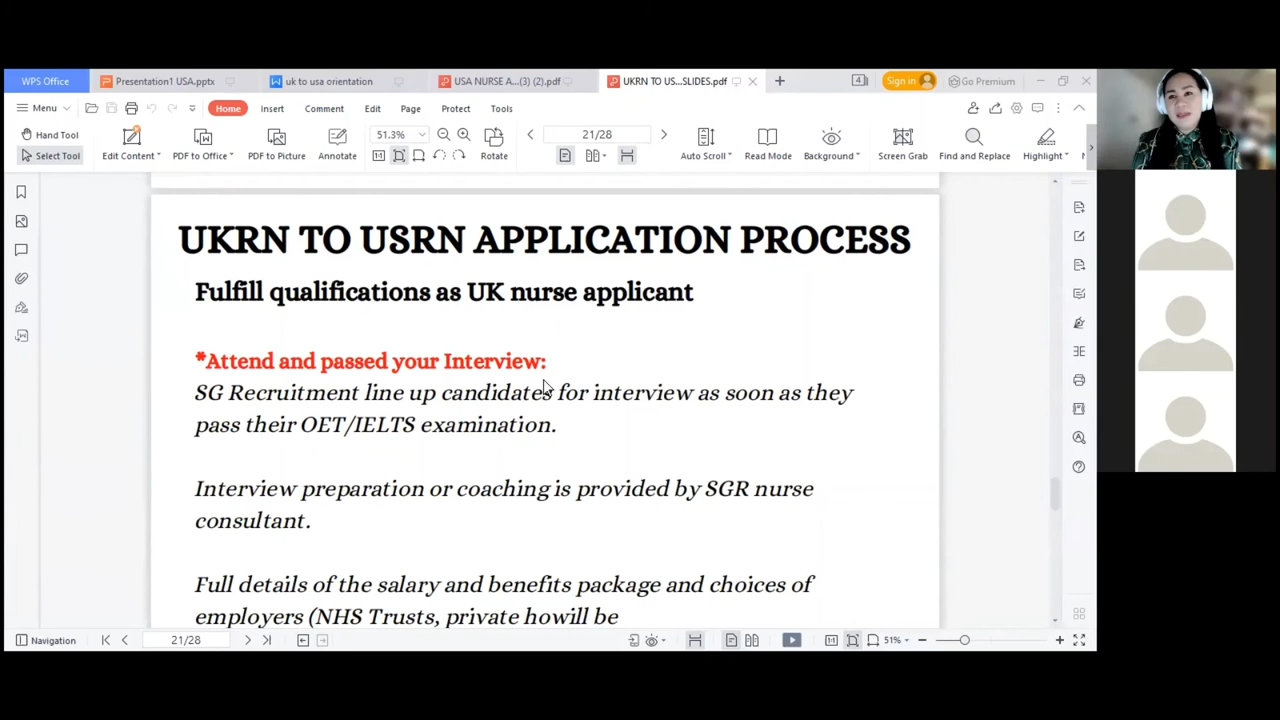 WPS Office
Presentation1 USA.pptx
uk to usa orientation
USA NURSE A...(3) (2).pdf
UKRN TO US...SLIDES.pdf
4
Sign in
Go Premium
Menu
Home
Insert
Comment
Edit
Page
Protect
Tools
Hand Tool
Select Tool
Edit Content
PDF to Office
PDF to Picture
Annotate
51.3%
Rotate
21/28
Auto Scroll
Read Mode
Background
Screen Grab
Find and Replace
Highlight
UKRN TO USRN APPLICATION PROCESS
Fulfill qualifications as UK nurse applicant
*Attend and passed your Interview:
SG Recruitment line up candidates for interview as soon as they
pass their OET/IELTS examination.
Interview preparation or coaching is provided by SGR nurse
consultant.
Full details of the salary and benefits package and choices of
employers (NHS Trusts, private howill be
Navigation
21/28
51%